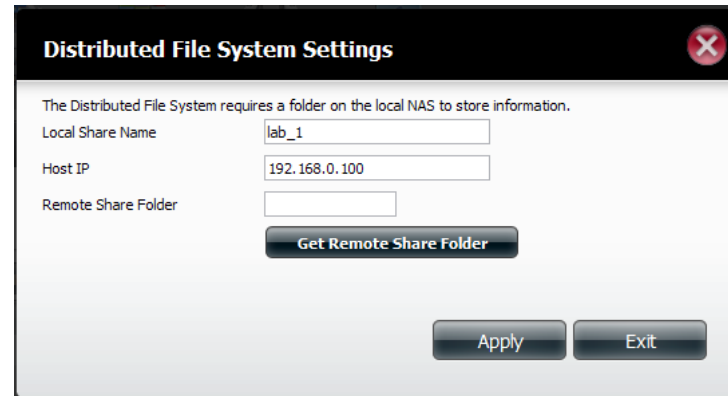 Distributed File System Settings
The Distributed File System requires a folder on the local NAS to store information.
Local Share Name lab_1
Host IP 192.168.0.100
Remote Share Folder
Get Remote Share Folder
Apply Exit